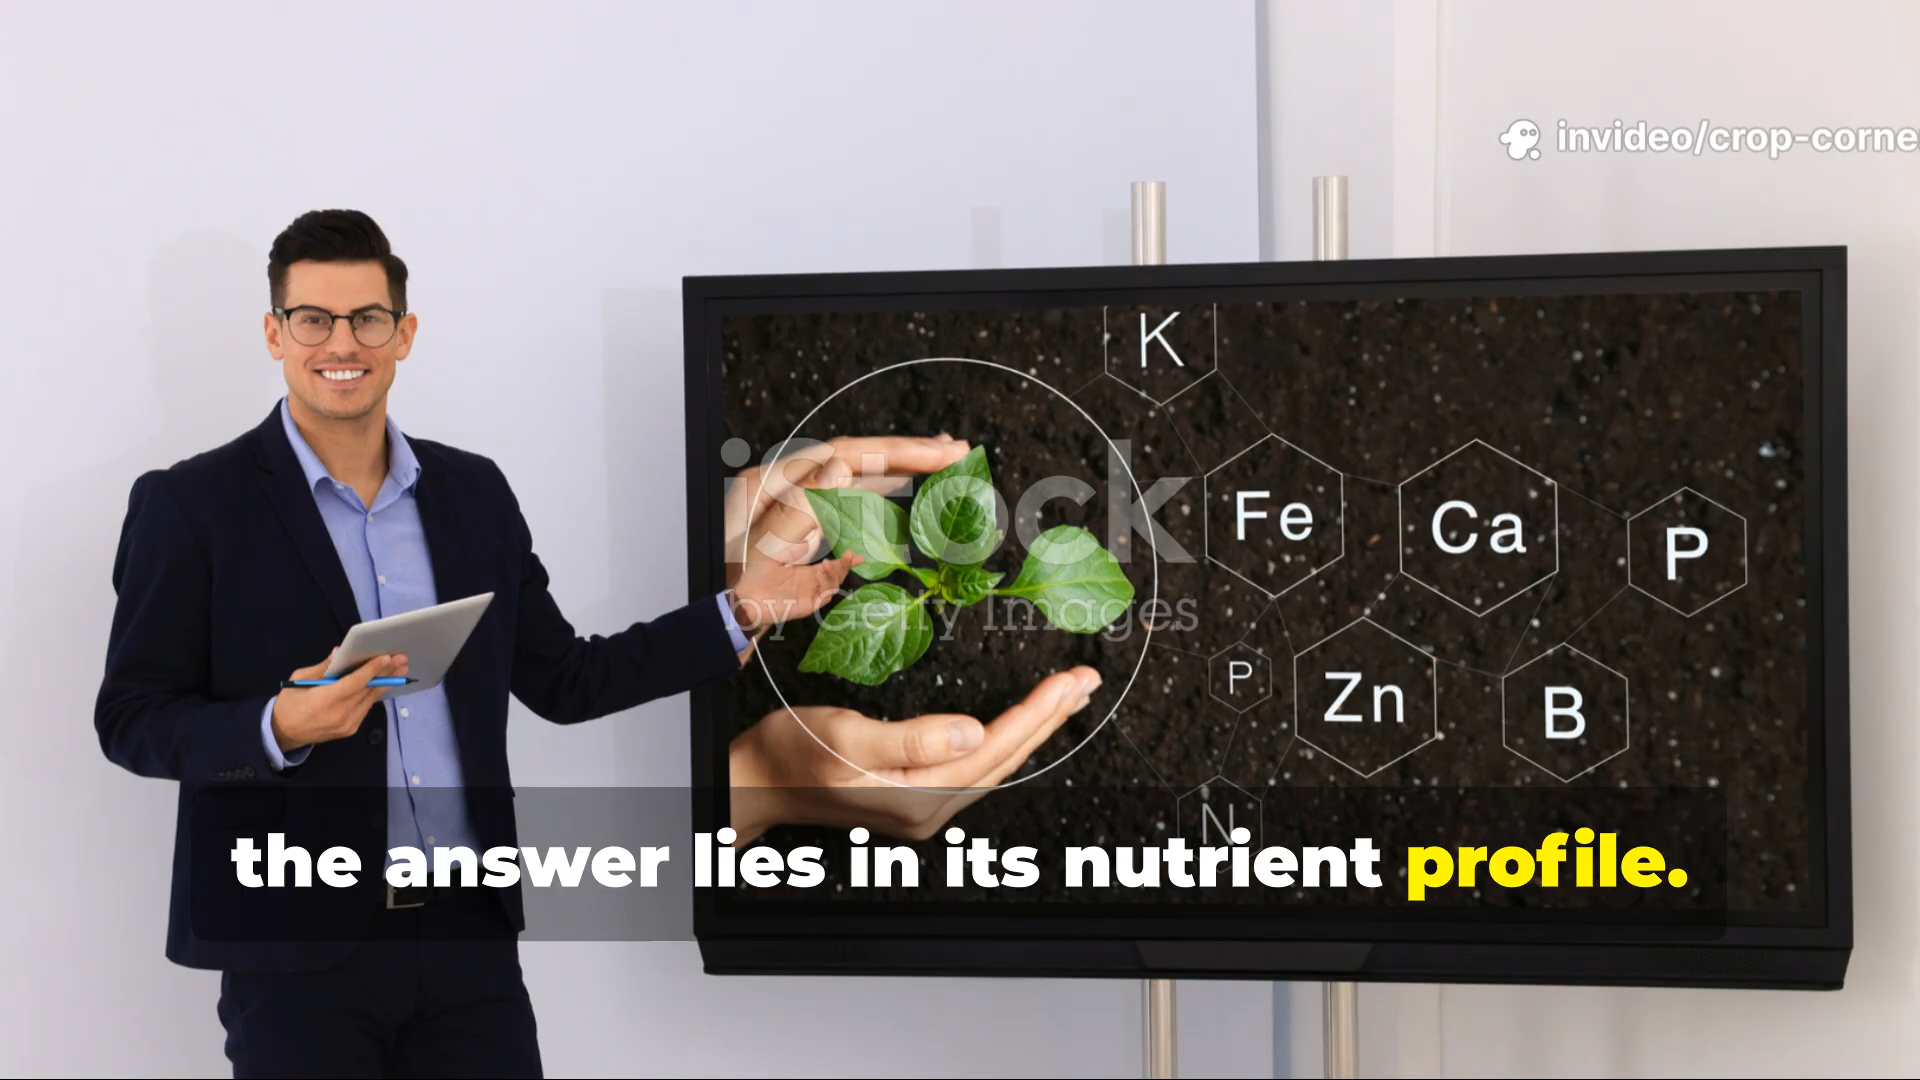 invideo/crop-corne
K
iStock
by Getty Images
Fe
Ca
P
P
Zn
B
N
the answer lies in its nutrient profile.